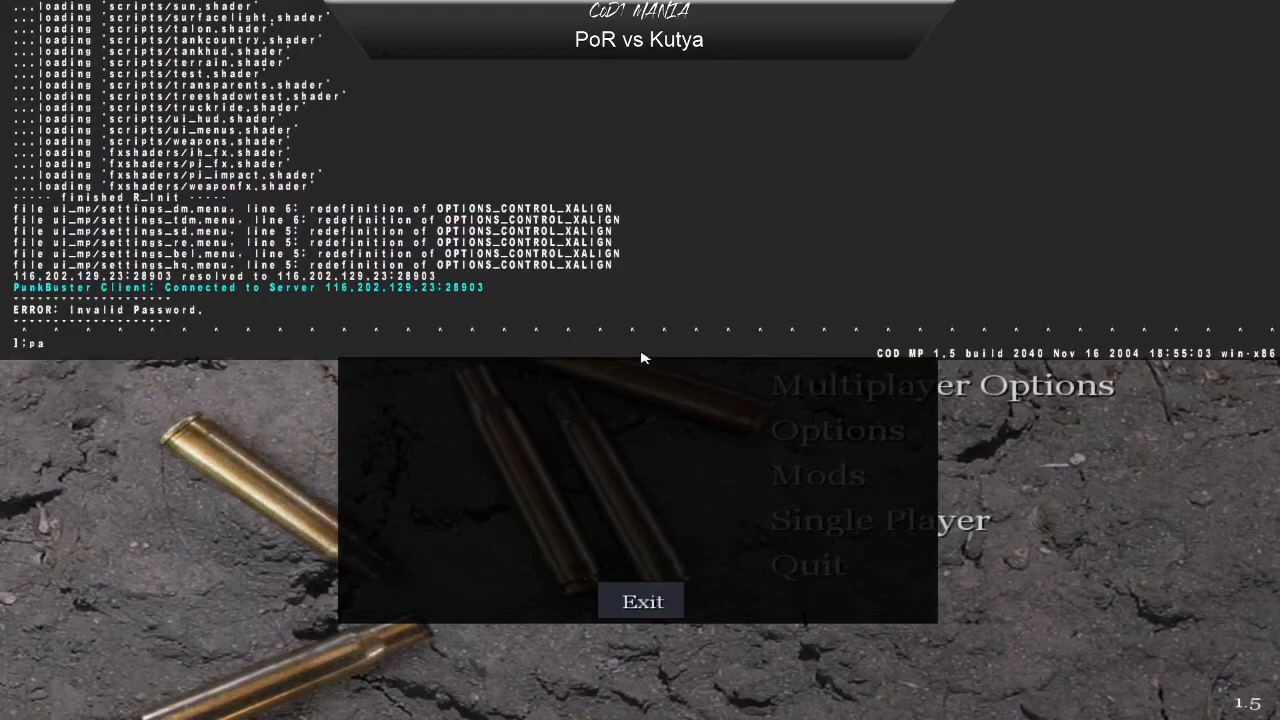 ...loading 'scripts/sun.shader'
...loading 'scripts/surfacelight.shader'
...loading 'scripts/talon.shader'
...loading 'scripts/tankcountry.shader'
...loading 'scripts/tankhud.shader'
...loading 'scripts/terrain.shader'
...loading 'scripts/test.shader'
...loading 'scripts/transparents.shader'
...loading 'scripts/treeshadowtest.shader'
...loading 'scripts/truckride.shader'
...loading 'scripts/ui_hud.shader'
...loading 'scripts/ui_menus.shader'
...loading 'scripts/weapons.shader'
...loading 'fxshaders/jh_fx.shader'
...loading 'fxshaders/pj_fx.shader'
...loading 'fxshaders/pj_impact.shader'
...loading 'fxshaders/weaponfx.shader'
----- finished R_Init -----
file ui_mp/settings_dm.menu, line 6: redefinition of OPTIONS_CONTROL_XALIGN
file ui_mp/settings_tdm.menu, line 6: redefinition of OPTIONS_CONTROL_XALIGN
file ui_mp/settings_sd.menu, line 5: redefinition of OPTIONS_CONTROL_XALIGN
file ui_mp/settings_re.menu, line 5: redefinition of OPTIONS_CONTROL_XALIGN
file ui_mp/settings_bel.menu, line 5: redefinition of OPTIONS_CONTROL_XALIGN
file ui_mp/settings_hq.menu, line 5: redefinition of OPTIONS_CONTROL_XALIGN
116.202.129.23:28903 resolved to 116.202.129.23:28903
PunkBuster Client: Connected to Server 116.202.129.23:28903
--------------------
ERROR: Invalid Password.
--------------------
^ ^ ^ ^ ^ ^ ^ ^ ^ ^ ^ ^ ^ ^ ^ ^ ^ ^ ^ ^ ^ ^ ^ ^ ^ ^ ^ ^ ^ ^ ^ ^ ^ ^ ^ ^ ^ ^ ^ ^
]:pa
COD MP 1.5 build 2040 Nov 16 2004 18:55:03 win-x86
CoD1 MANIA
PoR vs Kutya
Multiplayer Options
Options
Mods
Single Player
Quit
Exit
1.5